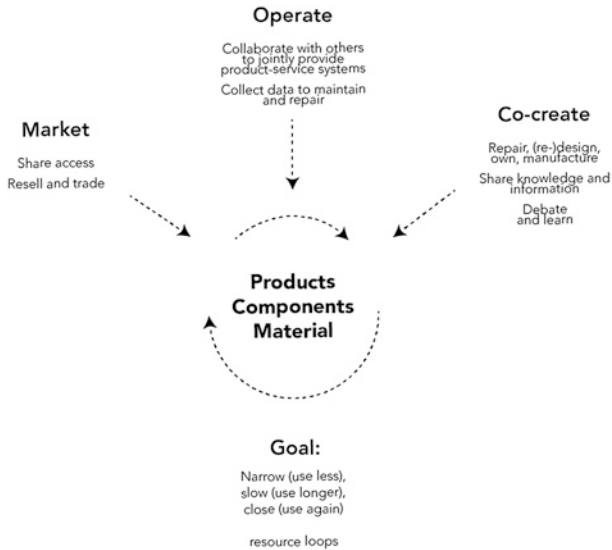 Operate
Collaborate with others
to jointly provide
product-service systems
Collect data to maintain
and repair
Market
Share access
Resell and trade
Co-create
Repair, (re-)design,
own, manufacture
Share knowledge and
information
Debate
and learn
Products
Components
Material
Goal:
Narrow (use less),
slow (use longer),
close (use again)
resource loops